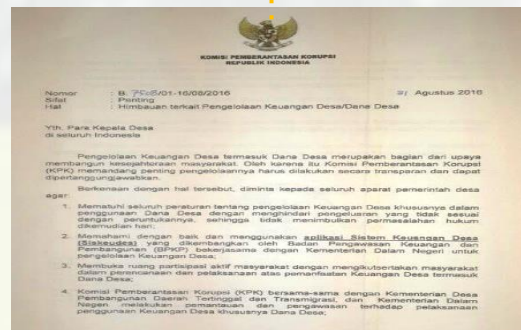 KOMISI PEMBERANTASAN KORUPSI
REPUBLIK INDONESIA
Nomor : B. /01-16/08/2016 Agustus 2016
Sifat : Penting
Hal : Himbauan terkait Pengelolaan Keuangan Desa/Dana Desa
Yth. Para Kepala Desa
di seluruh Indonesia
Pengelolaan Keuangan Desa termasuk Dana Desa merupakan bagian dari upaya
membangun kesejahteraan masyarakat. Oleh karena itu Komisi Pemberantasan Korupsi
(KPK) memandang penting pengelolaannya harus dilakukan secara transparan dan dapat
dipertanggungjawabkan.
Berkenaan dengan hal tersebut, diminta kepada seluruh aparat pemerintah desa
agar:
1. Mematuhi seluruh peraturan tentang pengelolaan Keuangan Desa khususnya dalam
penggunaan Dana Desa dengan menghindari pengeluaran yang tidak sesuai
dengan peruntukannya, sehingga tidak menimbulkan permasalahan hukum
dikemudian hari;
2. Memahami dengan baik dan menggunakan aplikasi Sistem Keuangan Desa
(Siskeudes) yang dikembangkan oleh Badan Pengawasan Keuangan dan
Pembangunan (BPKP) bekerjasama dengan Kementerian Dalam Negeri untuk
pengelolaan Keuangan Desa;
3. Membuka ruang partisipasi aktif masyarakat dengan mengikutsertakan masyarakat
dalam perencanaan dan pelaksanaan atas pemanfaatan Keuangan Desa termasuk
Dana Desa;
4. Komisi Pemberantasan Korupsi (KPK) bersama-sama dengan Kementerian Desa
Pembangunan Daerah Tertinggal dan Transmigrasi, dan Kementerian Dalam
Negeri melakukan pemantauan dan pengawasan terhadap pelaksanaan
penggunaan Keuangan Desa khususnya Dana Desa;